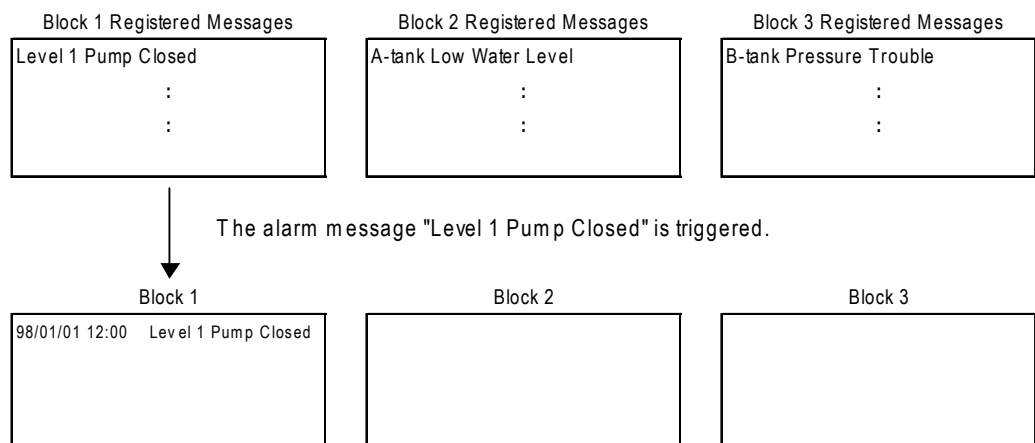 Block 1 Registered Messages
Block 2 Registered Messages
Block 3 Registered Messages
Level 1 Pump Closed
:
:
A-tank Low Water Level
:
:
B-tank Pressure Trouble
:
:
The alarm message "Level 1 Pump Closed" is triggered.
Block 1
Block 2
Block 3
98/01/01 12:00 Level 1 Pump Closed